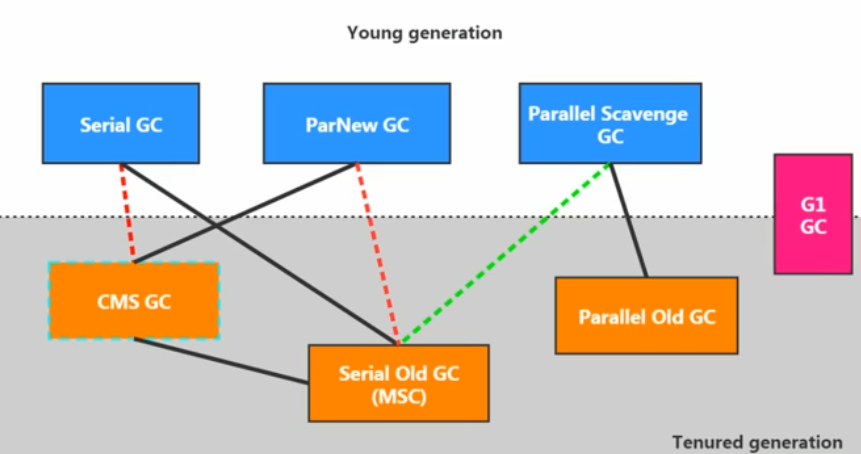 Young generation
Serial GC
ParNew GC
Parallel Scavenge
GC
G1
GC
CMS GC
Parallel Old GC
Serial Old GC
(MSC)
Tenured generation